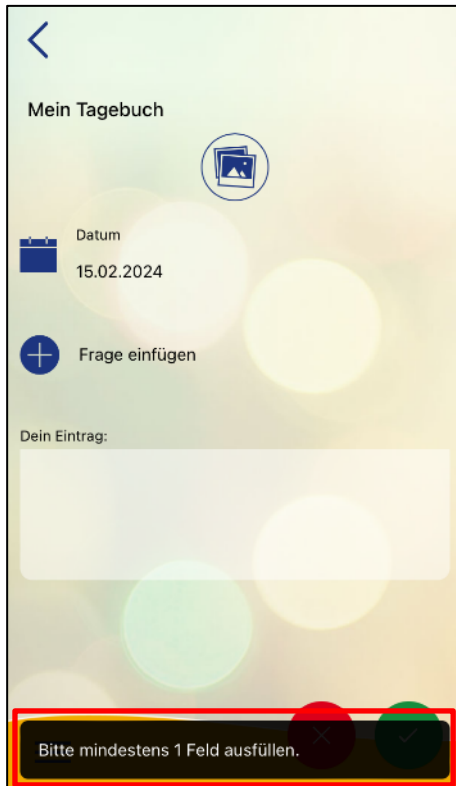 Mein Tagebuch
Datum
15.02.2024
Frage einfügen
Dein Eintrag:
Bitte mindestens 1 Feld ausfüllen.